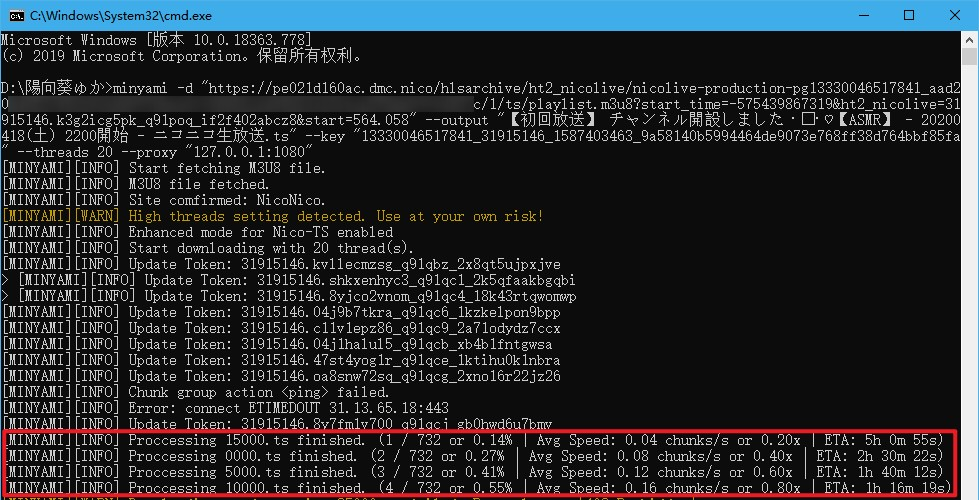 C:\Windows\System32\cmd.exe
Microsoft Windows [版本 10.0.18363.778]
(c) 2019 Microsoft Corporation。保留所有权利。
D:\陽向葵ゅか>minyami -d "https://pe021d160ac.dmc.nico/hlsarchive/ht2_nicolive/nicolive-production-pg13330046517841_aad2
0 c/1/ts/playlist.m3u8?start_time=-575439867319&ht2_nicolive=31
915146.k3g2icg5pk_q91poq_if2f402abcz8&start=564.058" --output "【初回放送】 チャンネル開設しました・□・♡【ASMR】 - 20200
418(土) 2200開始 - ニコニコ生放送.ts" --key "13330046517841_31915146_1587403463_9a58140b5994464de9073e768ff38d764bbf85fa
" --threads 20 --proxy "127.0.0.1:1080"
[MINYAMI][INFO] Start fetching M3U8 file.
[MINYAMI][INFO] M3U8 file fetched.
[MINYAMI][INFO] Site comfirmed: NicoNico.
[MINYAMI][WARN] High threads setting detected. Use at your own risk!
[MINYAMI][INFO] Enhanced mode for Nico-TS enabled
[MINYAMI][INFO] Start downloading with 20 thread(s).
[MINYAMI][INFO] Update Token: 31915146.kvllecmzsg_q91qbz_2x8qt5ujpxjve
> [MINYAMI][INFO] Update Token: 31915146.shkxenhyc3_q91qc1_2k5qfaakbgqbi
> [MINYAMI][INFO] Update Token: 31915146.8yjco2vnom_q91qc4_18k43rtqwomwp
[MINYAMI][INFO] Update Token: 31915146.04j9b7tkra_q91qc6_1kzke1pon9bpp
[MINYAMI][INFO] Update Token: 31915146.c11v1epz86_q91qc9_2a71odydz7ccx
[MINYAMI][INFO] Update Token: 31915146.04j1ha1u15_q91qcb_xb4b1fntgwsa
[MINYAMI][INFO] Update Token: 31915146.47st4yog1r_q91qce_1ktihu0k1nbra
[MINYAMI][INFO] Update Token: 31915146.oa8snw72sq_q91qcg_2xno16r22jz26
[MINYAMI][INFO] Chunk group action <ping> failed.
[MINYAMI][INFO] Error: connect ETIMEDOUT 31.13.65.18:443
[MINYAMI][INFO] Update Token: 31915146.8y7fmlv700_q91qcj_gb0hwd6u7bmy
[MINYAMI][INFO] Proccessing 15000.ts finished. (1 / 732 or 0.14% | Avg Speed: 0.04 chunks/s or 0.20x | ETA: 5h 0m 55s)
[MINYAMI][INFO] Proccessing 0000.ts finished. (2 / 732 or 0.27% | Avg Speed: 0.08 chunks/s or 0.40x | ETA: 2h 30m 22s)
[MINYAMI][INFO] Proccessing 5000.ts finished. (3 / 732 or 0.41% | Avg Speed: 0.12 chunks/s or 0.60x | ETA: 1h 40m 12s)
[MINYAMI][INFO] Proccessing 10000.ts finished. (4 / 732 or 0.55% | Avg Speed: 0.16 chunks/s or 0.80x | ETA: 1h 16m 19s)